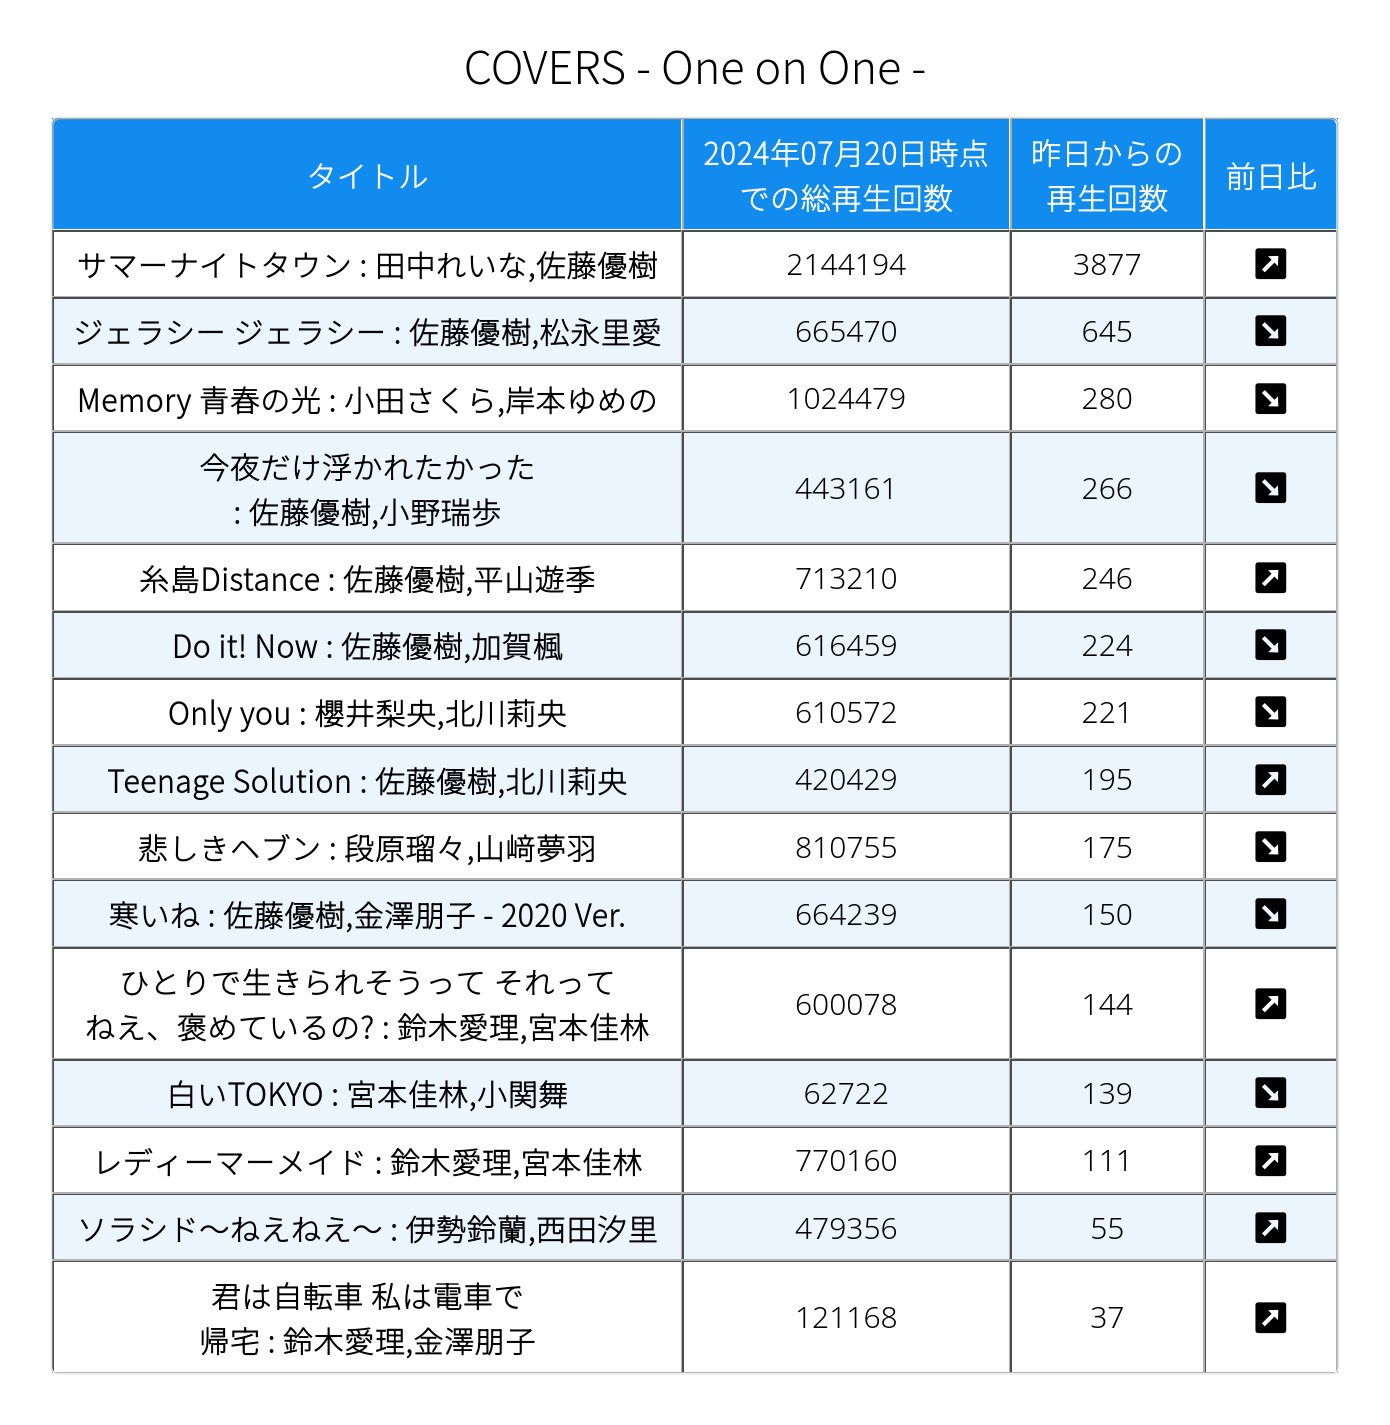 COVERS - One on One -
タイトル
2024年07月20日時点
での総再生回数
昨日からの
再生回数
前日比
サマーナイトタウン : 田中れいな,佐藤優樹 2144194 3877
ジェラシー ジェラシー : 佐藤優樹,松永里愛 665470 645
Memory 青春の光 : 小田さくら,岸本ゆめの 1024479 280
今夜だけ浮かれたかった
: 佐藤優樹,小野瑞歩 443161 266
糸島Distance : 佐藤優樹,平山遊季 713210 246
Do it! Now : 佐藤優樹,加賀楓 616459 224
Only you : 櫻井梨央,北川莉央 610572 221
Teenage Solution : 佐藤優樹,北川莉央 420429 195
悲しきヘブン : 段原瑠々,山﨑夢羽 810755 175
寒いね : 佐藤優樹,金澤朋子 - 2020 Ver. 664239 150
ひとりで生きられそうって それって
ねえ、褒めているの? : 鈴木愛理,宮本佳林 600078 144
白いTOKYO : 宮本佳林,小関舞 62722 139
レディーマーメイド : 鈴木愛理,宮本佳林 770160 111
ソラシド～ねえねえ～ : 伊勢鈴蘭,西田汐里 479356 55
君は自転車 私は電車で
帰宅 : 鈴木愛理,金澤朋子 121168 37